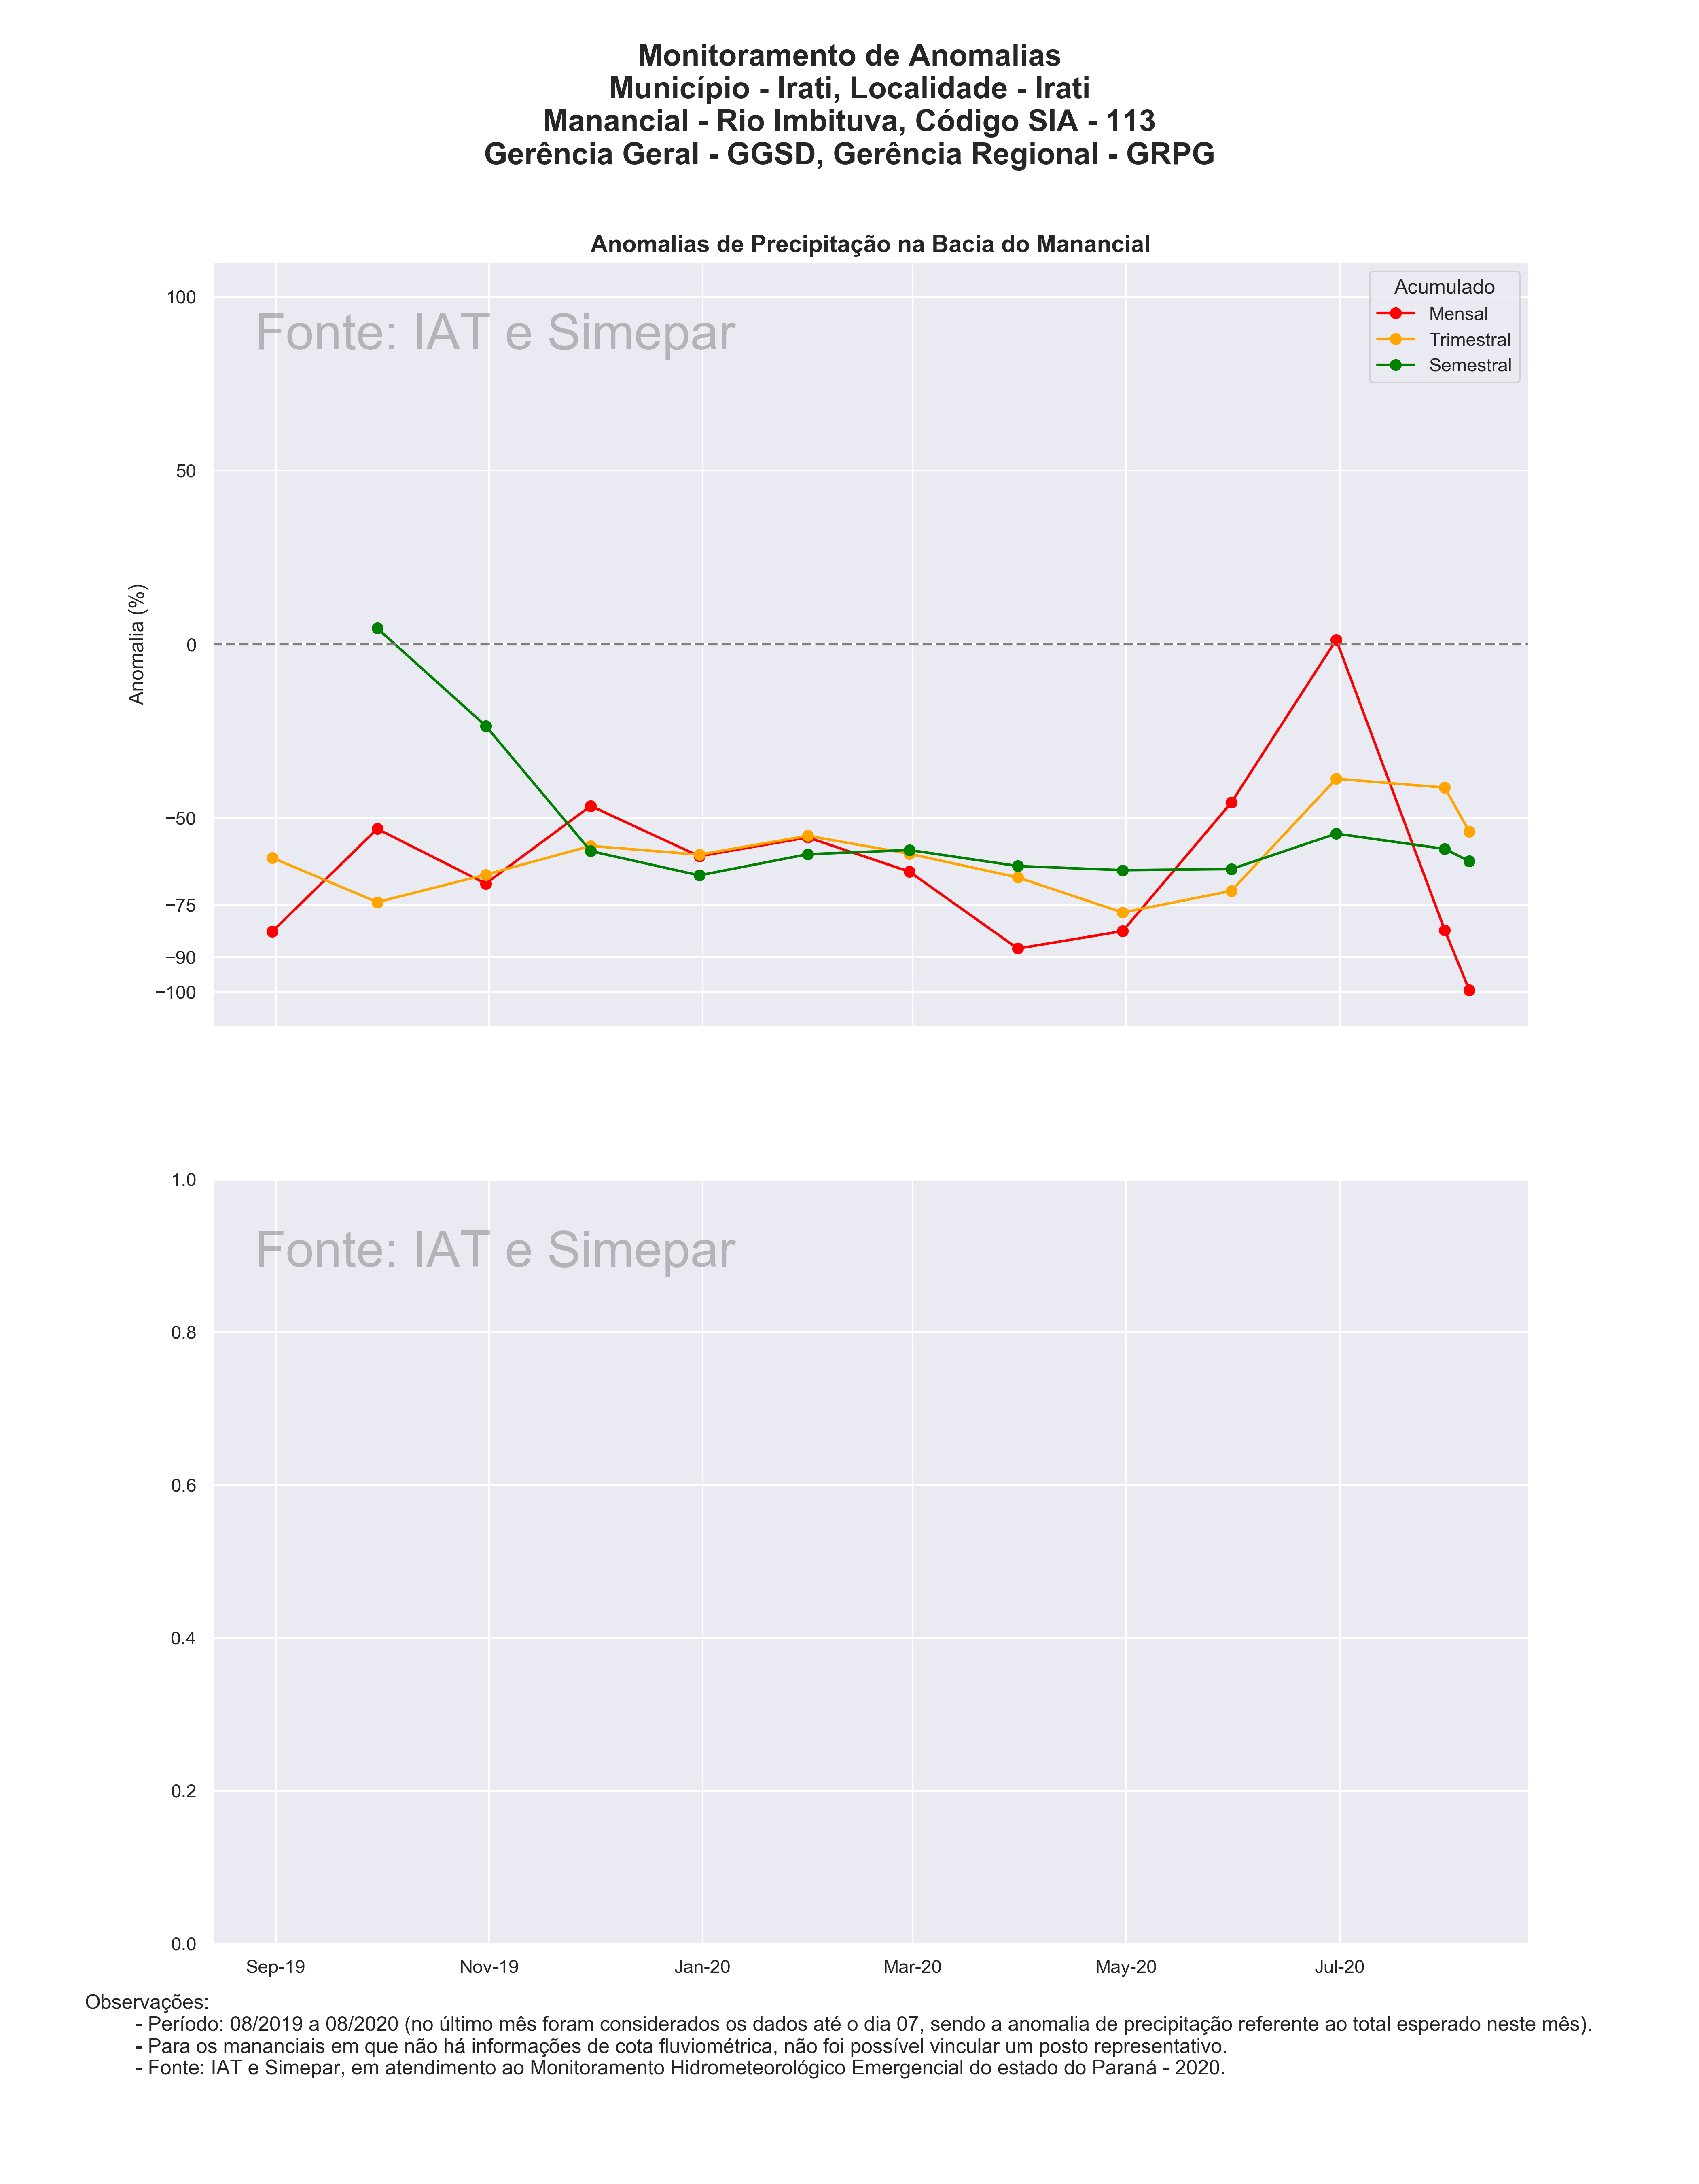 Monitoramento de Anomalias
Município - Irati, Localidade - Irati
Manancial - Rio Imbituva, Código SIA - 113
Gerência Geral - GGSD, Gerência Regional - GRPG
Anomalias de Precipitação na Bacia do Manancial
Fonte: IAT e Simepar
Acumulado
Mensal
Trimestral
Semestral
Anomalia (%)
100
50
0
−50
−75
−90
−100
Fonte: IAT e Simepar
1.0
0.8
0.6
0.4
0.2
0.0
Sep-19 Nov-19 Jan-20 Mar-20 May-20 Jul-20
Observações:
- Período: 08/2019 a 08/2020 (no último mês foram considerados os dados até o dia 07, sendo a anomalia de precipitação referente ao total esperado neste mês).
- Para os mananciais em que não há informações de cota fluviométrica, não foi possível vincular um posto representativo.
- Fonte: IAT e Simepar, em atendimento ao Monitoramento Hidrometeorológico Emergencial do estado do Paraná - 2020.